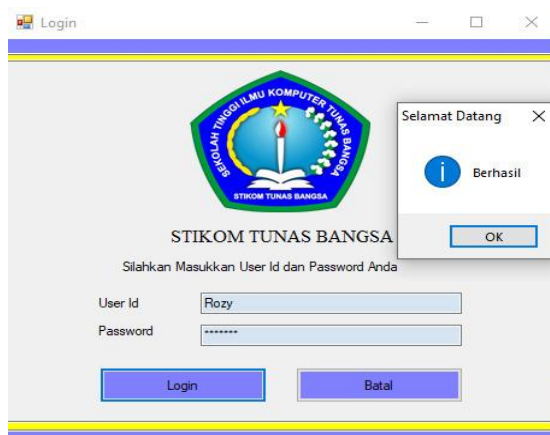 Login
SEKOLAH TINGGI ILMU KOMPUTER TUNAS BANGSA
STIKOM TUNAS BANGSA
Selamat Datang
Berhasil
OK
STIKOM TUNAS BANGSA
Silahkan Masukkan User Id dan Password Anda
User Id
Rozy
Password
*******
Login
Batal